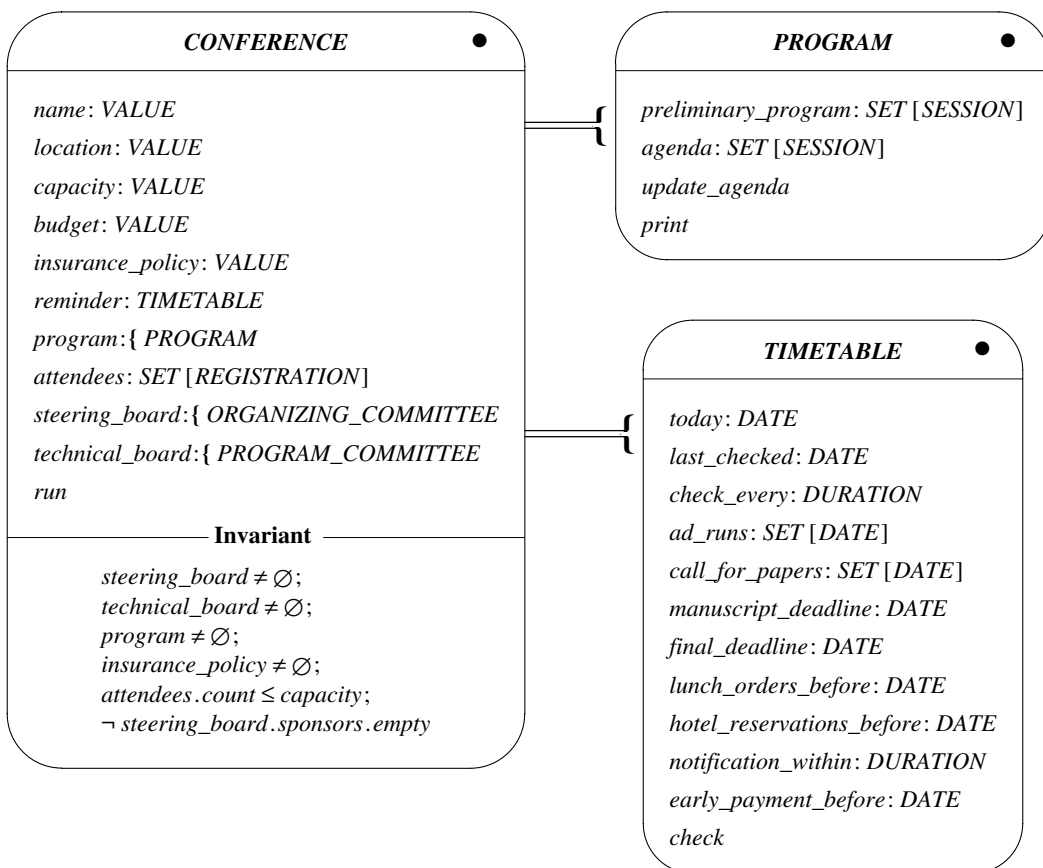 CONFERENCE ●
name: VALUE
location: VALUE
capacity: VALUE
budget: VALUE
insurance_policy: VALUE
reminder: TIMETABLE
program:{ PROGRAM
attendees: SET [REGISTRATION]
steering_board:{ ORGANIZING_COMMITTEE
technical_board:{ PROGRAM_COMMITTEE
run
Invariant
steering_board ≠ ∅;
technical_board ≠ ∅;
program ≠ ∅;
insurance_policy ≠ ∅;
attendees.count ≤ capacity;
¬ steering_board.sponsors.empty
{
PROGRAM ●
preliminary_program: SET [SESSION]
agenda: SET [SESSION]
update_agenda
print
{
TIMETABLE ●
today: DATE
last_checked: DATE
check_every: DURATION
ad_runs: SET [DATE]
call_for_papers: SET [DATE]
manuscript_deadline: DATE
final_deadline: DATE
lunch_orders_before: DATE
hotel_reservations_before: DATE
notification_within: DURATION
early_payment_before: DATE
check